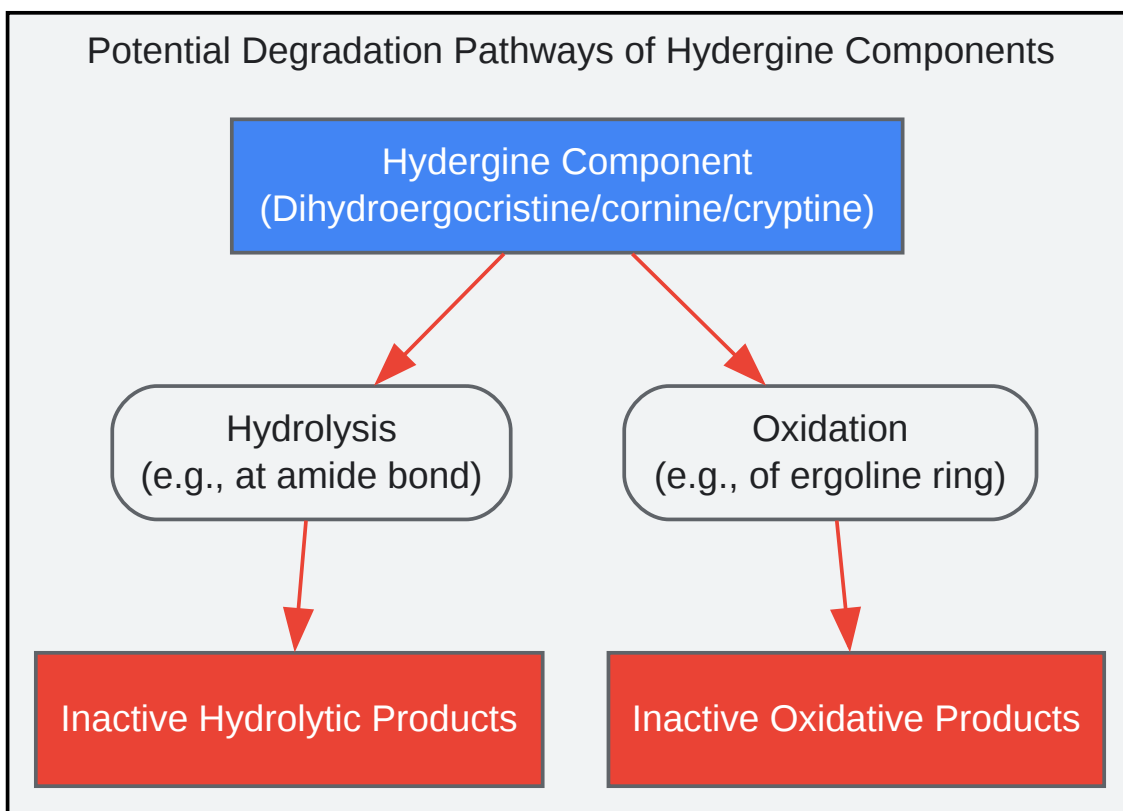 Potential Degradation Pathways of Hydergine Components
Hydergine Component
(Dihydroergocristine/cornine/cryptine)
Hydrolysis
(e.g., at amide bond)
Oxidation
(e.g., of ergoline ring)
Inactive Hydrolytic Products
Inactive Oxidative Products